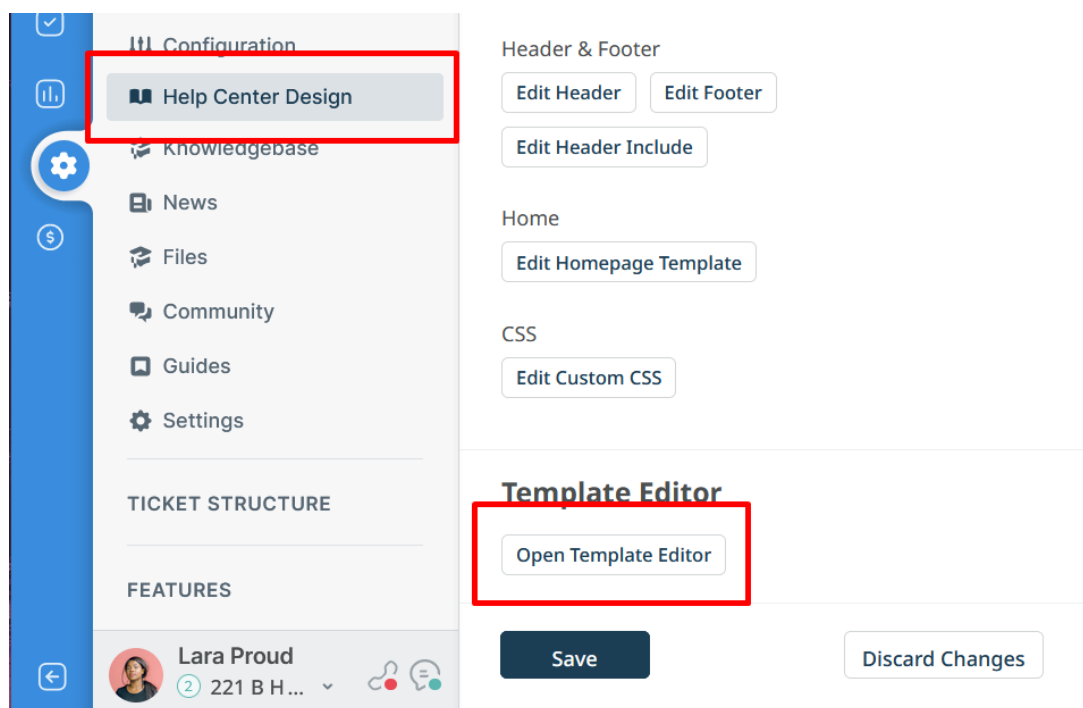 Configuration
Help Center Design
Knowledgebase
News
Files
Community
Guides
Settings
TICKET STRUCTURE
FEATURES
Lara Proud
2 221 B H...
Header & Footer
Edit Header
Edit Footer
Edit Header Include
Home
Edit Homepage Template
CSS
Edit Custom CSS
Template Editor
Open Template Editor
Save
Discard Changes